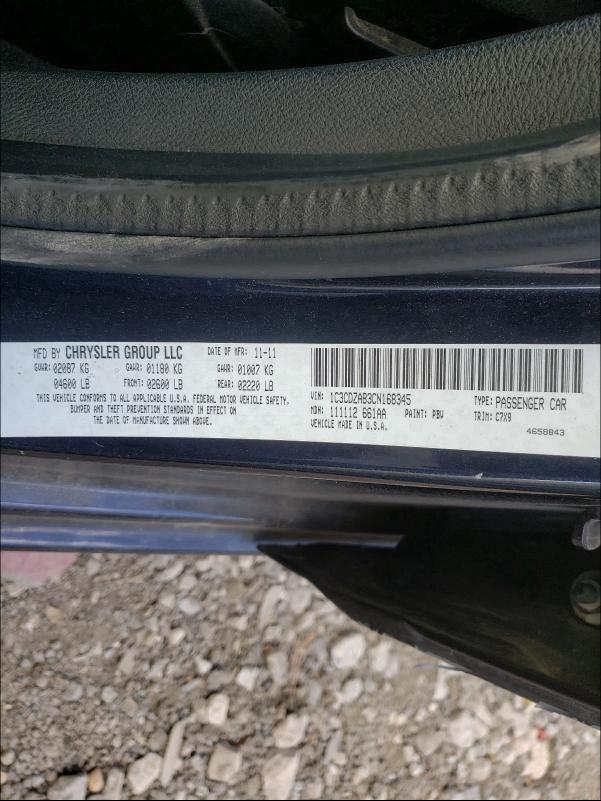 MFD BY CHRYSLER GROUP LLC DATE OF MFR: 11-11
GVWR: 02087 KG GAWR: 01180 KG GAWR: 01007 KG
04600 LB FRONT: 02600 LB REAR: 02220 LB
THIS VEHICLE CONFORMS TO ALL APPLICABLE U.S.A. FEDERAL MOTOR VEHICLE SAFETY,
BUMPER AND THEFT PREVENTION STANDARDS IN EFFECT ON
THE DATE OF MANUFACTURE SHOWN ABOVE.
VIN: 1C3CDZAB3CN168345 TYPE: PASSENGER CAR
MDH: 111112 661AA PAINT: PBV TRIM: C7X9
VEHICLE MADE IN U.S.A. 4658843